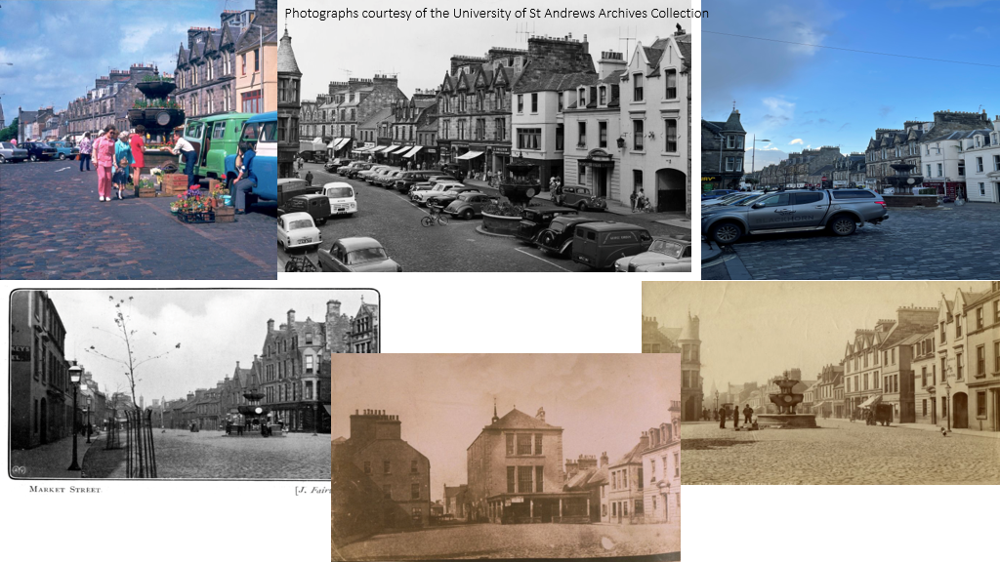 Photographs courtesy of the University of St Andrews Archives Collection
MARKET STREET
[J. Fair